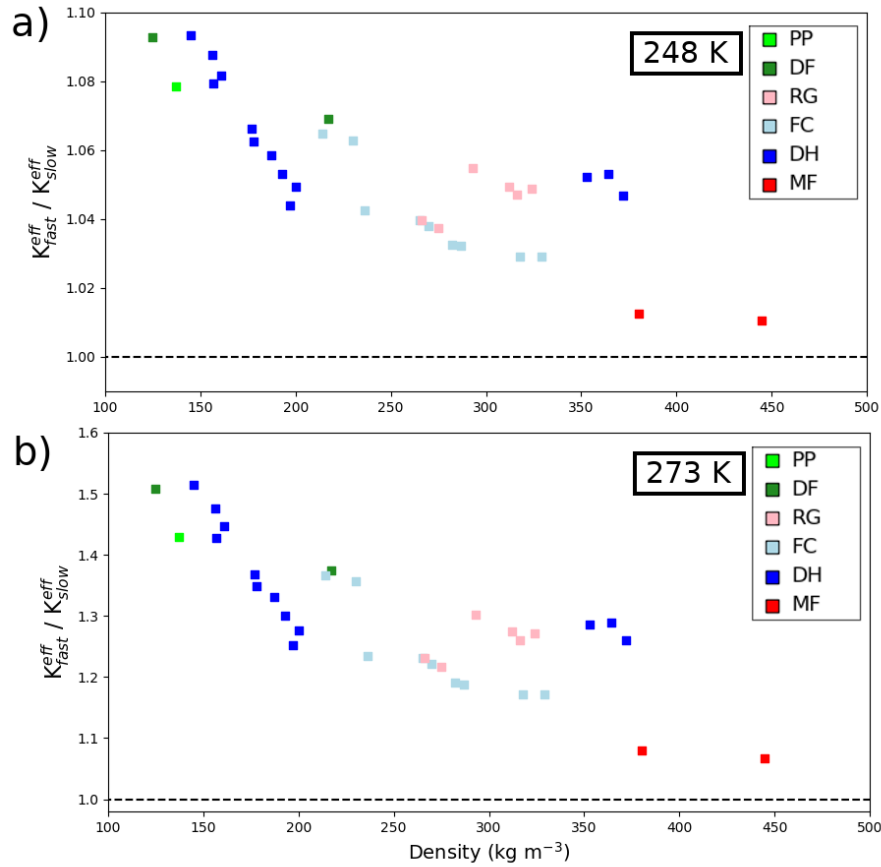 a)
248 K
PP
DF
RG
FC
DH
MF
K^eff_fast / K^eff_slow
1.10
1.08
1.06
1.04
1.02
1.00
100 150 200 250 300 350 400 450 500
b)
273 K
PP
DF
RG
FC
DH
MF
K^eff_fast / K^eff_slow
1.6
1.5
1.4
1.3
1.2
1.1
1.0
100 150 200 250 300 350 400 450 500
Density (kg m⁻³)